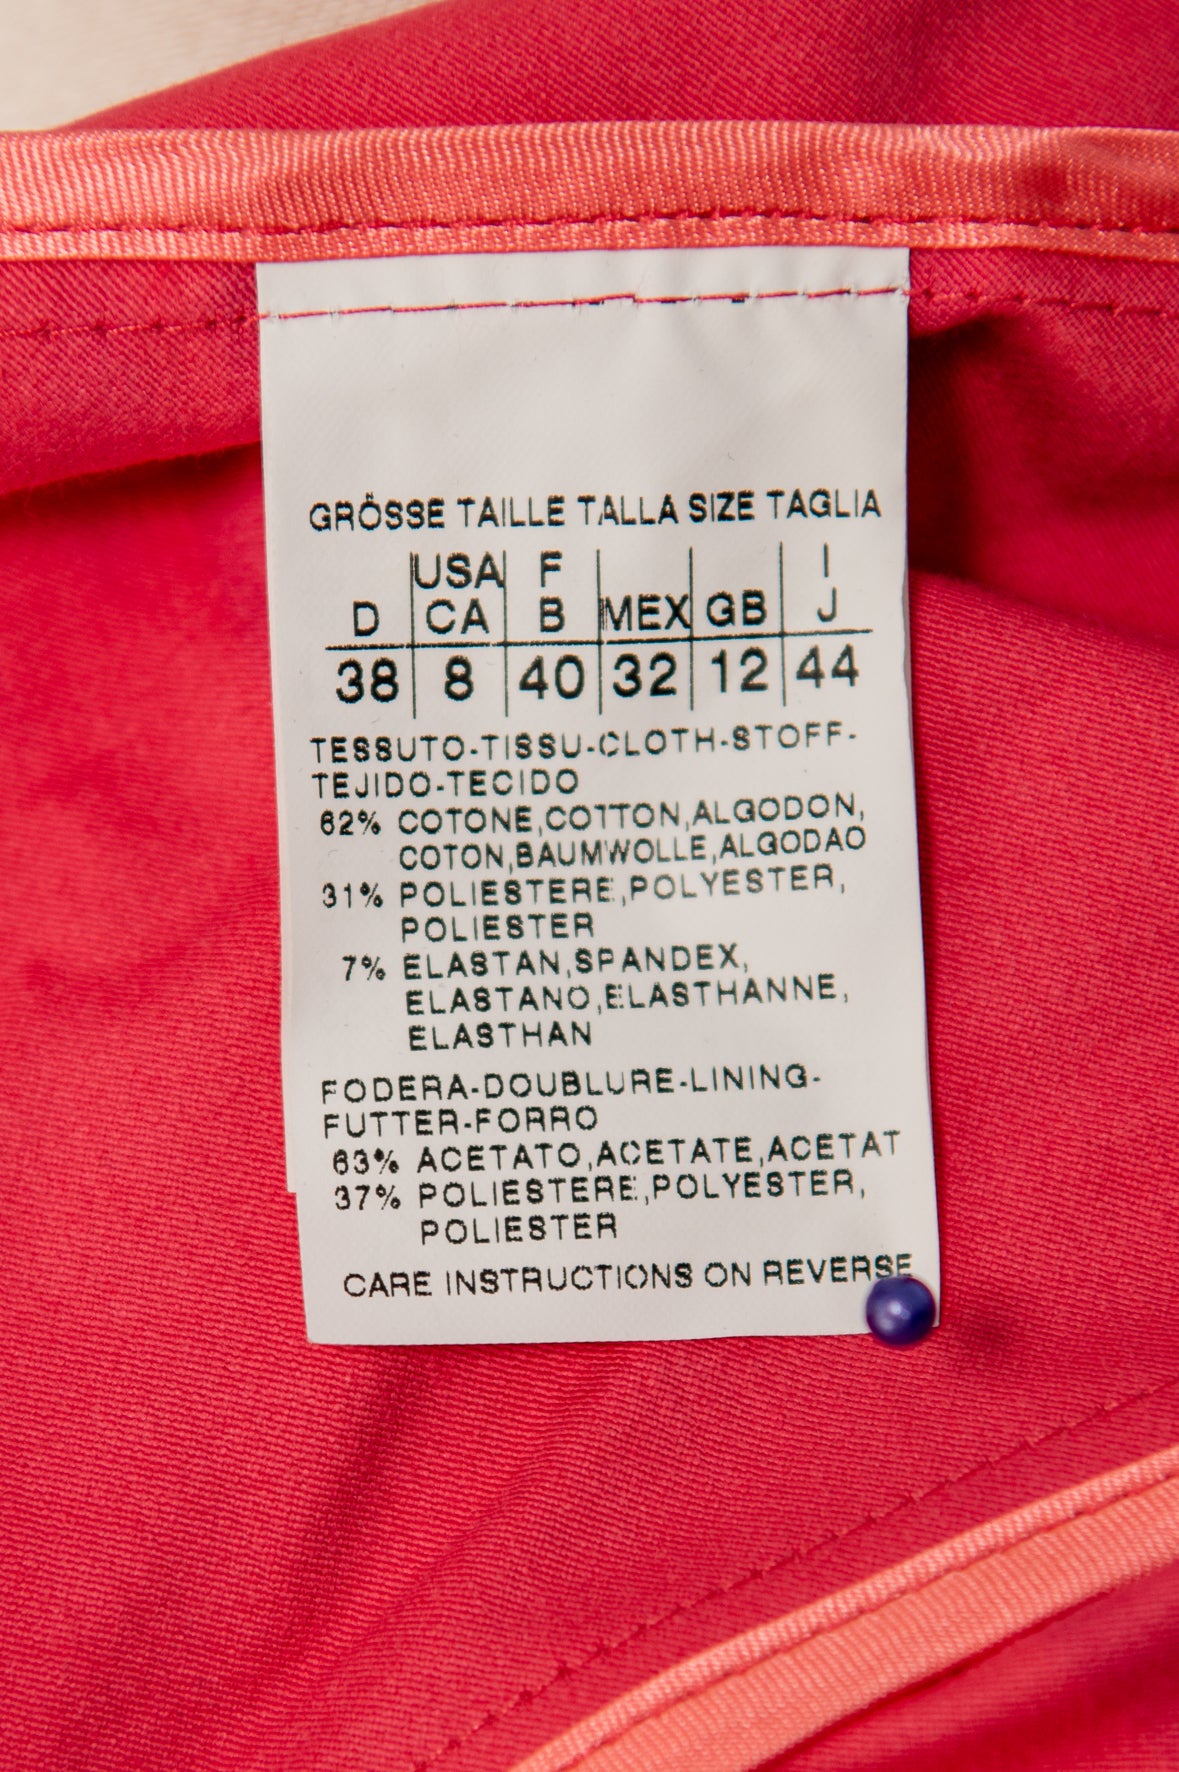 GRÖSSE TAILLE TALLA SIZE TAGLIA
USA F I
D CA B MEX GB J
38 8 40 32 12 44
TESSUTO-TISSU-CLOTH-STOFF-
TEJIDO-TECIDO
62% COTONE,COTTON,ALGODON,
COTON,BAUMWOLLE,ALGODAO
31% POLIESTERE,POLYESTER,
POLIESTER
7% ELASTAN,SPANDEX,
ELASTANO,ELASTHANNE,
ELASTHAN
FODERA-DOUBLURE-LINING-
FUTTER-FORRO
63% ACETATO,ACETATE,ACETAT
37% POLIESTERE,POLYESTER,
POLIESTER
CARE INSTRUCTIONS ON REVERSE